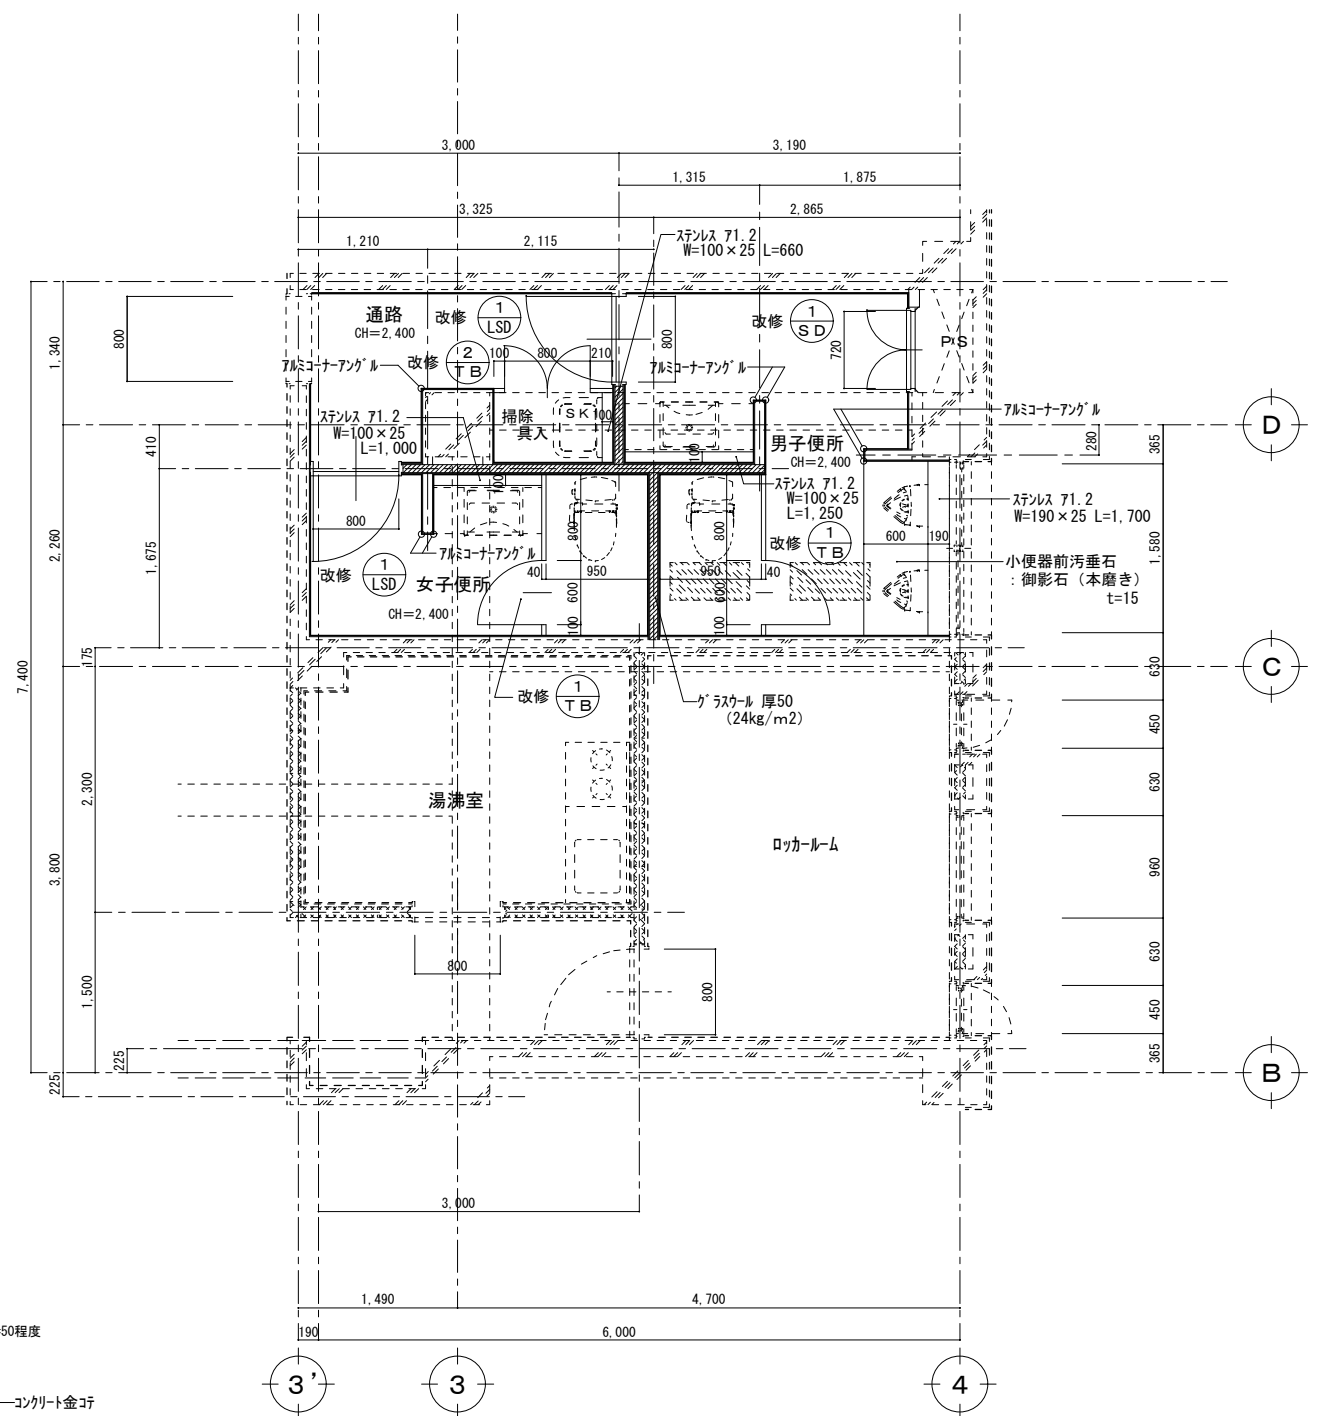 3,000
3,190
1,315
1,875
3,325
2,865
1,210
2,115
ステンレス ア1.2
W=100×25 L=660
通路
CH=2,400
改修 1 LSD
改修 1 SD
改修 2 TB
800
1,340
100
800
210
800
720
PS
アルミコーナーアングル
アルミコーナーアングル
アルミコーナーアングル
ステンレス ア1.2
W=100×25
L=1,000
掃除
具入
SK
100
男子便所
CH=2,400
100
100
D
280
365
410
ステンレス ア1.2
W=100×25
L=1,250
ステンレス ア1.2
W=190×25 L=1,700
800
800
800
600
190
改修 1 TB
アルミコーナーアングル
小便器前汚垂石
:御影石(本磨き)
t=15
1,580
2,260
1,675
改修 1 LSD
女子便所
CH=2,400
40
950
950
40
600
600
100
100
175
7,400
C
630
改修 1 TB
グラスウール 厚50
(24kg/m2)
450
2,300
湯沸室
630
ロッカールーム
3,800
960
630
800
800
1,500
450
225
365
225
B
3,000
1,490
4,700
50程度
190
6,000
3'
3
4
コンクリート金コテ